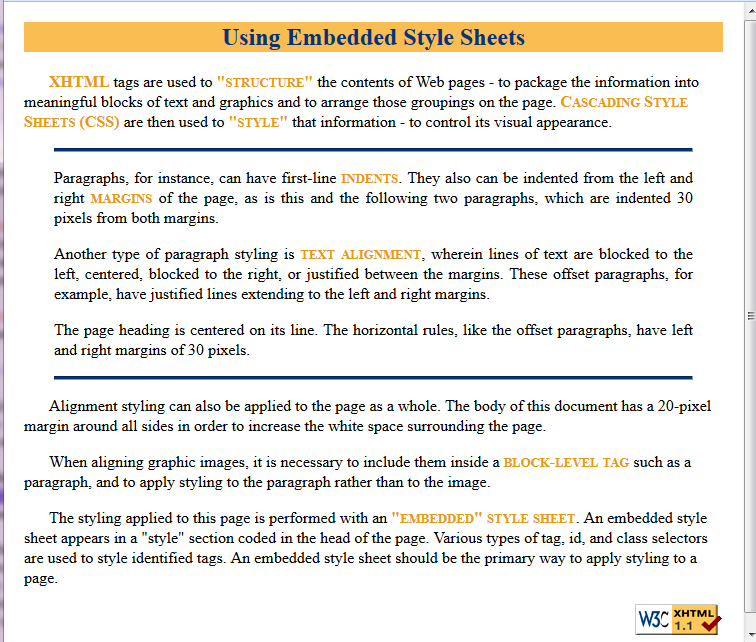 Using Embedded Style Sheets
XHTML tags are used to "STRUCTURE" the contents of Web pages - to package the information into
meaningful blocks of text and graphics and to arrange those groupings on the page. CASCADING STYLE
SHEETS (CSS) are then used to "STYLE" that information - to control its visual appearance.
Paragraphs, for instance, can have first-line INDENTS. They also can be indented from the left and
right MARGINS of the page, as is this and the following two paragraphs, which are indented 30
pixels from both margins.
Another type of paragraph styling is TEXT ALIGNMENT, wherein lines of text are blocked to the
left, centered, blocked to the right, or justified between the margins. These offset paragraphs, for
example, have justified lines extending to the left and right margins.
The page heading is centered on its line. The horizontal rules, like the offset paragraphs, have left
and right margins of 30 pixels.
Alignment styling can also be applied to the page as a whole. The body of this document has a 20-pixel
margin around all sides in order to increase the white space surrounding the page.
When aligning graphic images, it is necessary to include them inside a BLOCK-LEVEL TAG such as a
paragraph, and to apply styling to the paragraph rather than to the image.
The styling applied to this page is performed with an "EMBEDDED" STYLE SHEET. An embedded style
sheet appears in a "style" section coded in the head of the page. Various types of tag, id, and class selectors
are used to style identified tags. An embedded style sheet should be the primary way to apply styling to a
page.
W3C XHTML
1.1